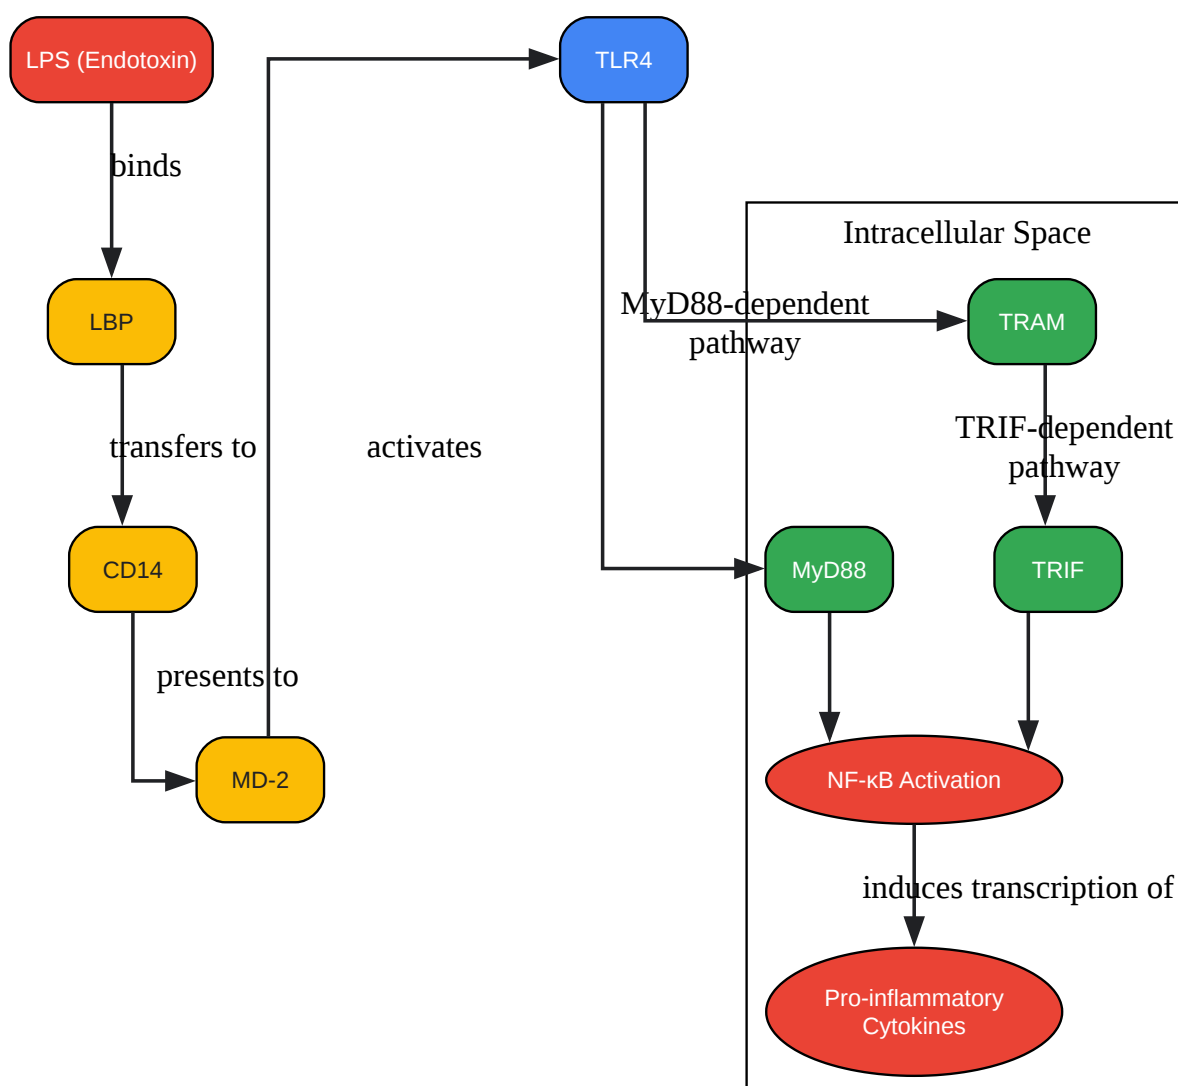 LPS (Endotoxin)
TLR4
binds
Intracellular Space
MyD88-dependent
pathway
LBP
TRAM
transfers to
activates
TRIF-dependent
pathway
CD14
MyD88
TRIF
presents to
MD-2
NF-κB Activation
induces transcription of
Pro-inflammatory
Cytokines